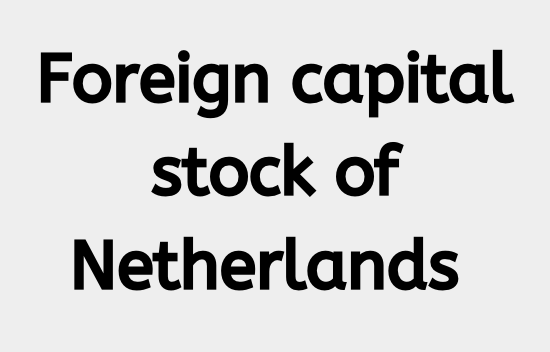 Foreign capital
stock of
Netherlands